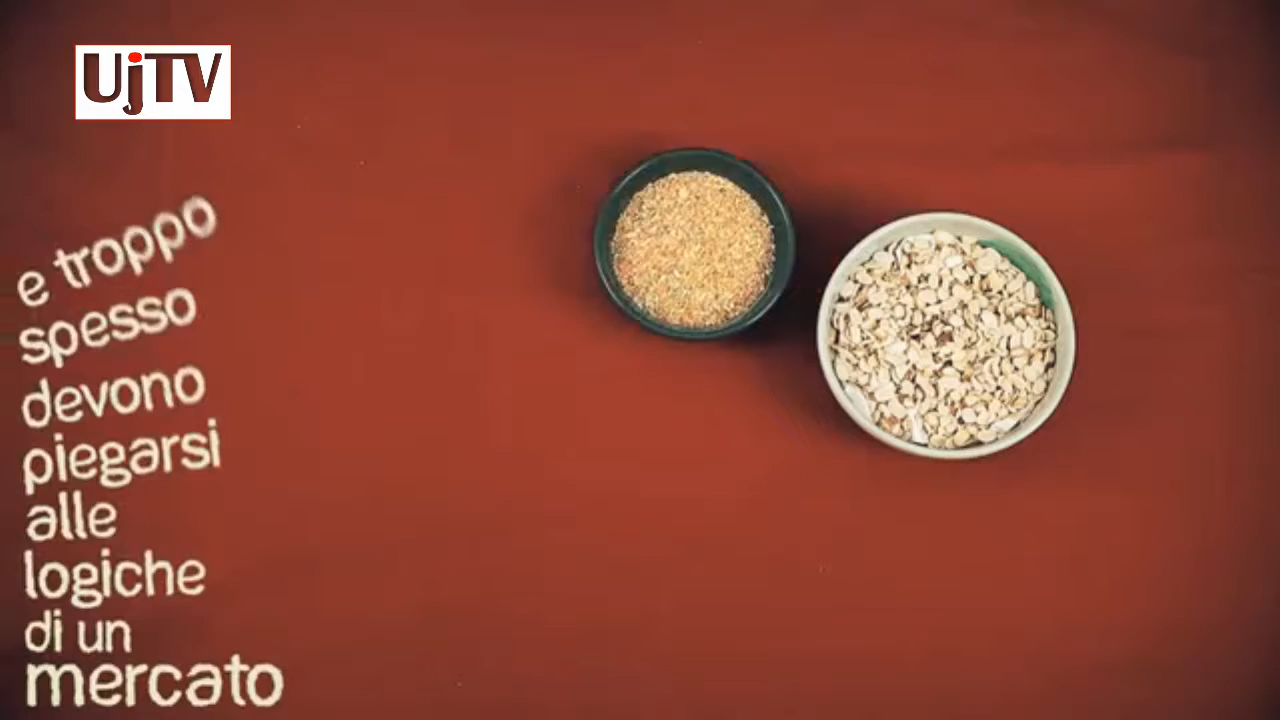 UjTV
e troppo
spesso
devono
piegarsi
alle
logiche
di un
mercato